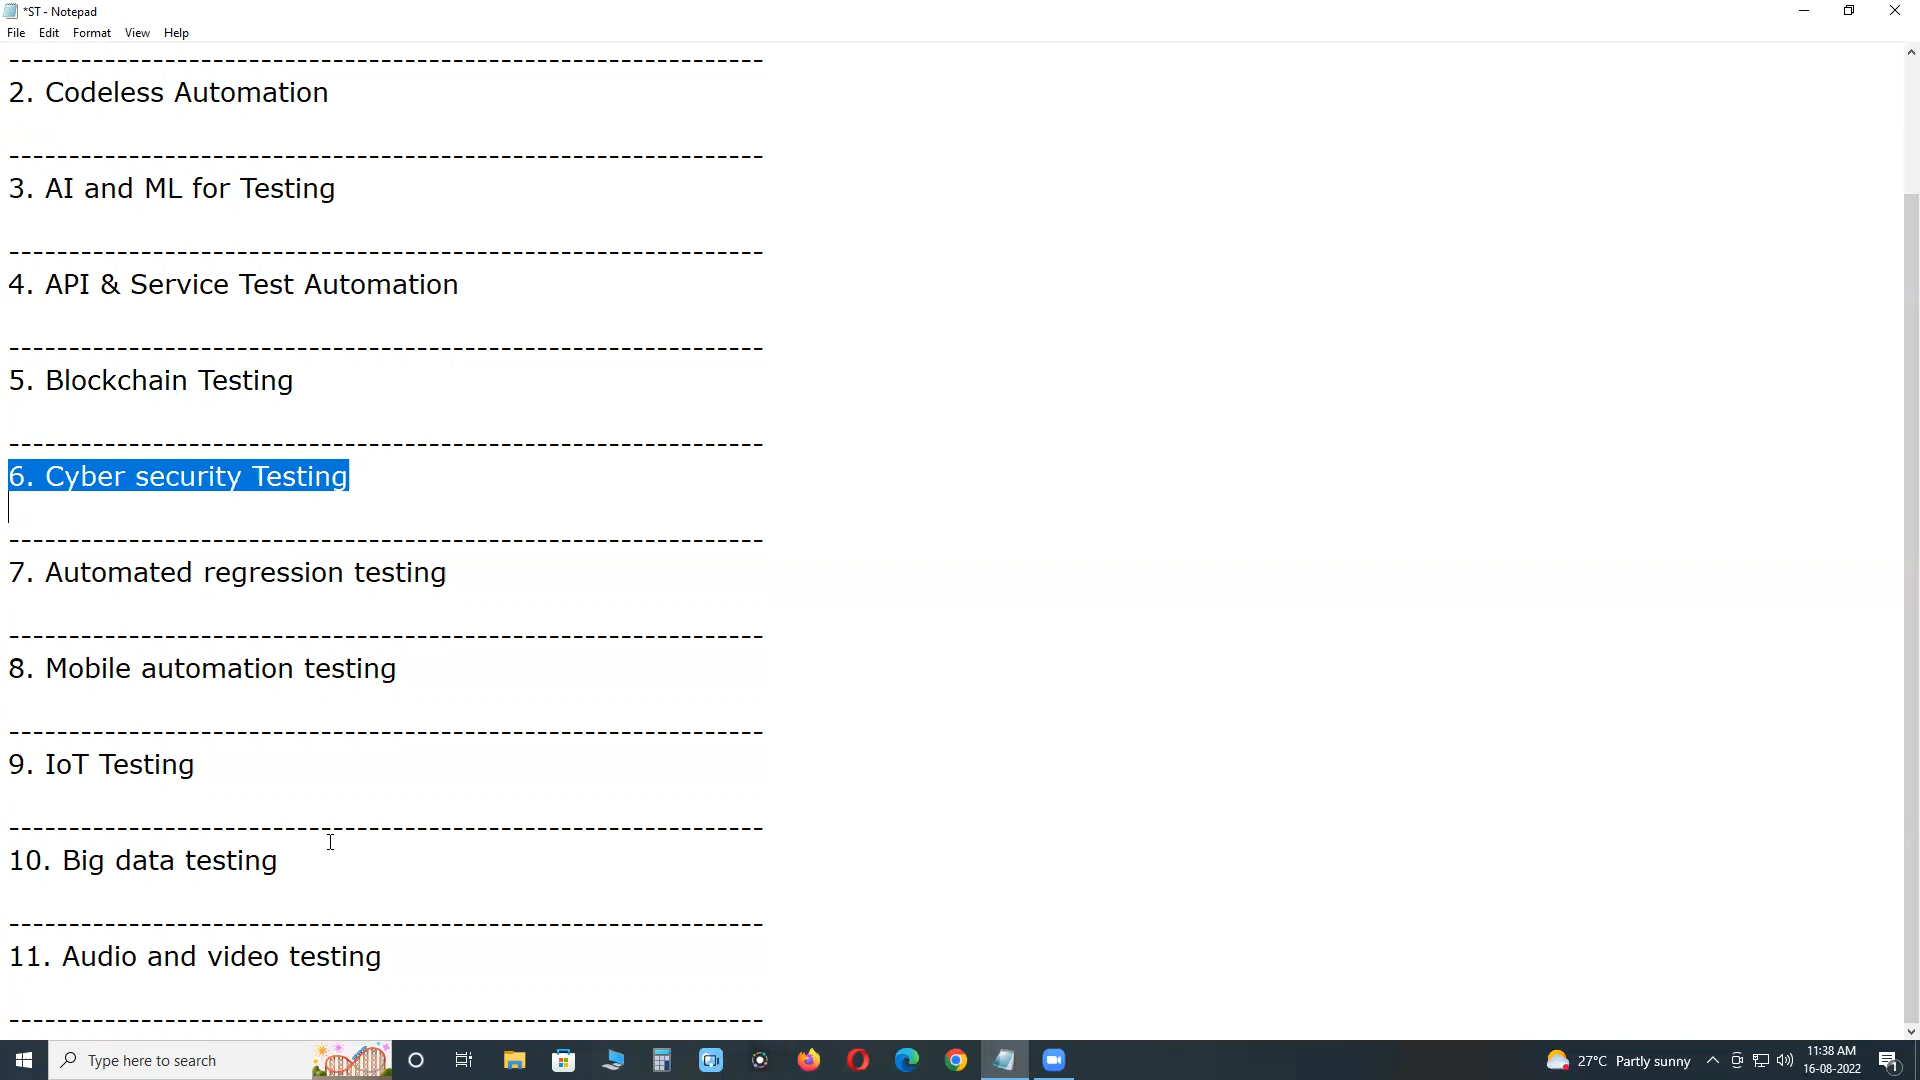 *ST - Notepad
File Edit Format View Help
---------------------------------------------------------------
2. Codeless Automation
---------------------------------------------------------------
3. AI and ML for Testing
---------------------------------------------------------------
4. API & Service Test Automation
---------------------------------------------------------------
5. Blockchain Testing
---------------------------------------------------------------
6. Cyber security Testing
---------------------------------------------------------------
7. Automated regression testing
---------------------------------------------------------------
8. Mobile automation testing
---------------------------------------------------------------
9. IoT Testing
---------------------------------------------------------------
10. Big data testing
---------------------------------------------------------------
11. Audio and video testing
---------------------------------------------------------------
Type here to search
27°C Partly sunny
11:38 AM
16-08-2022
1